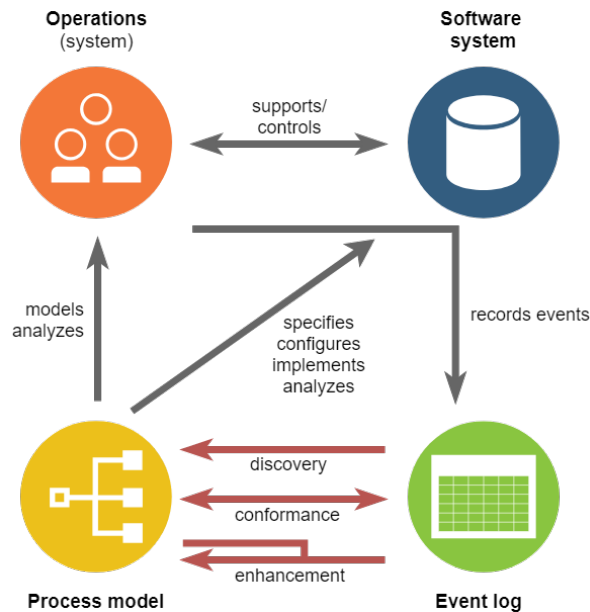 Operations
(system)
Software
system
supports/
controls
models
analyzes
specifies
configures
implements
analyzes
records events
discovery
conformance
enhancement
Process model
Event log